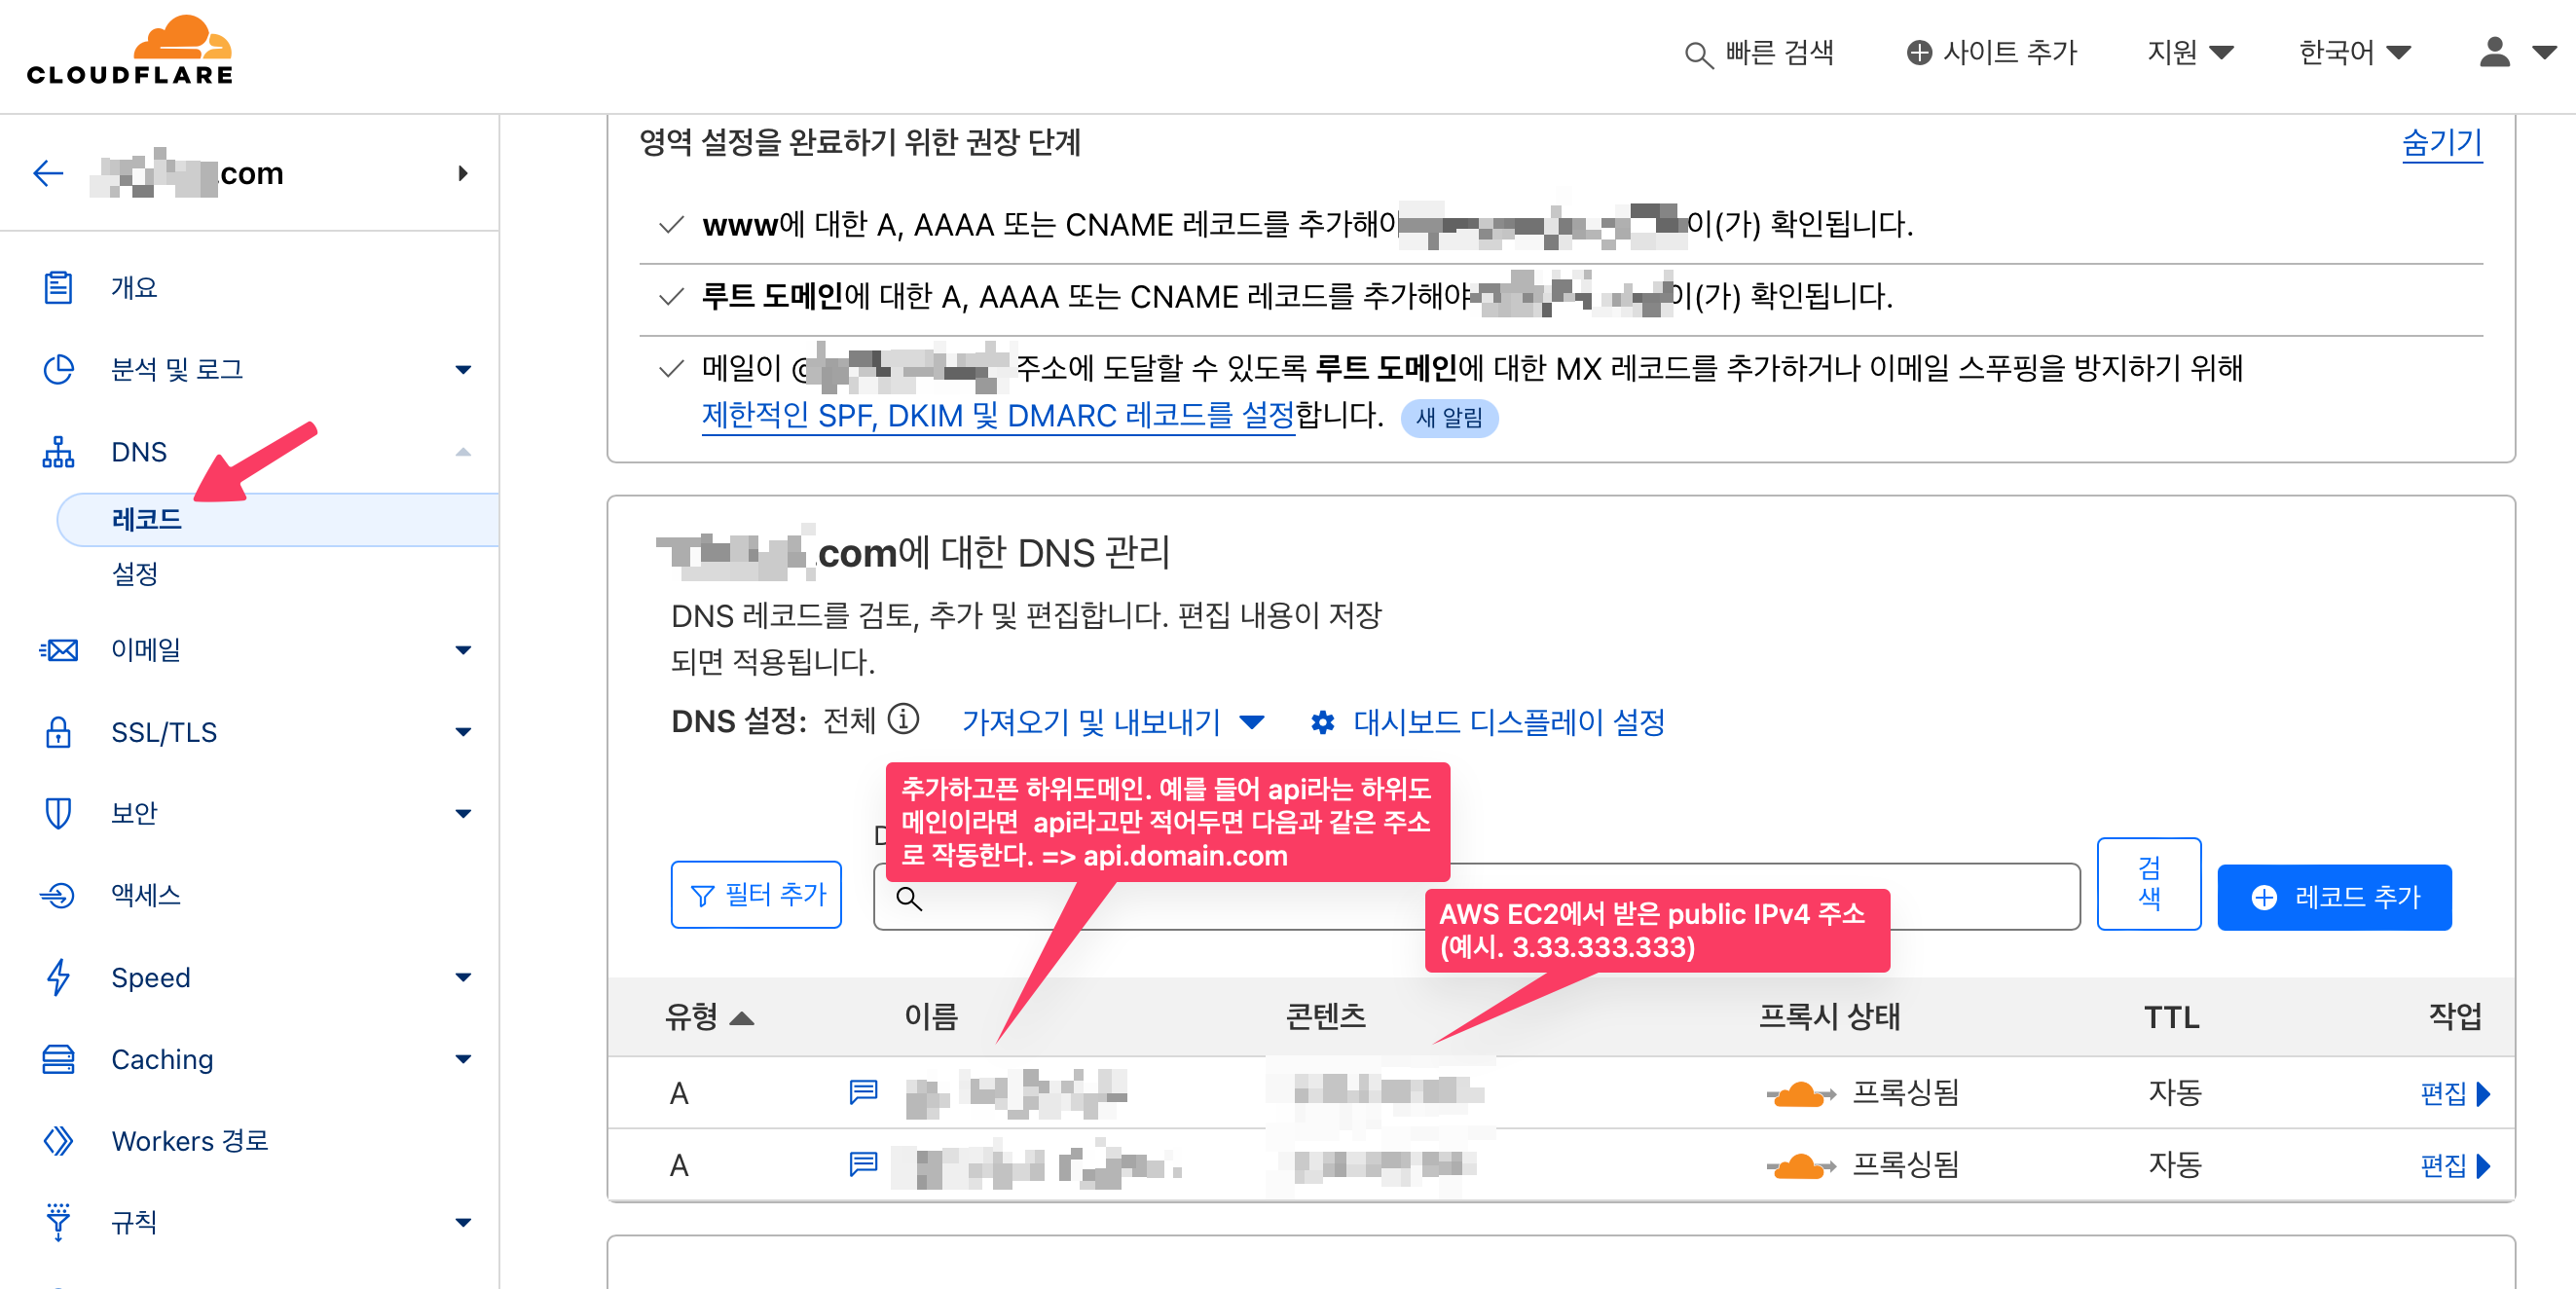 CLOUDFLARE
빠른 검색
사이트 추가
지원
한국어
.com
개요
분석 및 로그
DNS
레코드
설정
이메일
SSL/TLS
보안
액세스
Speed
Caching
Workers 경로
규칙
영역 설정을 완료하기 위한 권장 단계
숨기기
www에 대한 A, AAAA 또는 CNAME 레코드를 추가해야 이(가) 확인됩니다.
루트 도메인에 대한 A, AAAA 또는 CNAME 레코드를 추가해야 이(가) 확인됩니다.
메일이 @ 주소에 도달할 수 있도록 루트 도메인에 대한 MX 레코드를 추가하거나 이메일 스푸핑을 방지하기 위해
제한적인 SPF, DKIM 및 DMARC 레코드를 설정합니다. 새 알림
.com에 대한 DNS 관리
DNS 레코드를 검토, 추가 및 편집합니다. 편집 내용이 저장
되면 적용됩니다.
DNS 설정: 전체 가져오기 및 내보내기 대시보드 디스플레이 설정
추가하고픈 하위도메인. 예를 들어 api라는 하위도
메인이라면 api라고만 적어두면 다음과 같은 주소
로 작동한다. => api.domain.com
필터 추가
검
색
레코드 추가
AWS EC2에서 받은 public IPv4 주소
(예시. 3.33.333.333)
유형 이름 콘텐츠 프록시 상태 TTL 작업
A 프록싱됨 자동 편집
A 프록싱됨 자동 편집